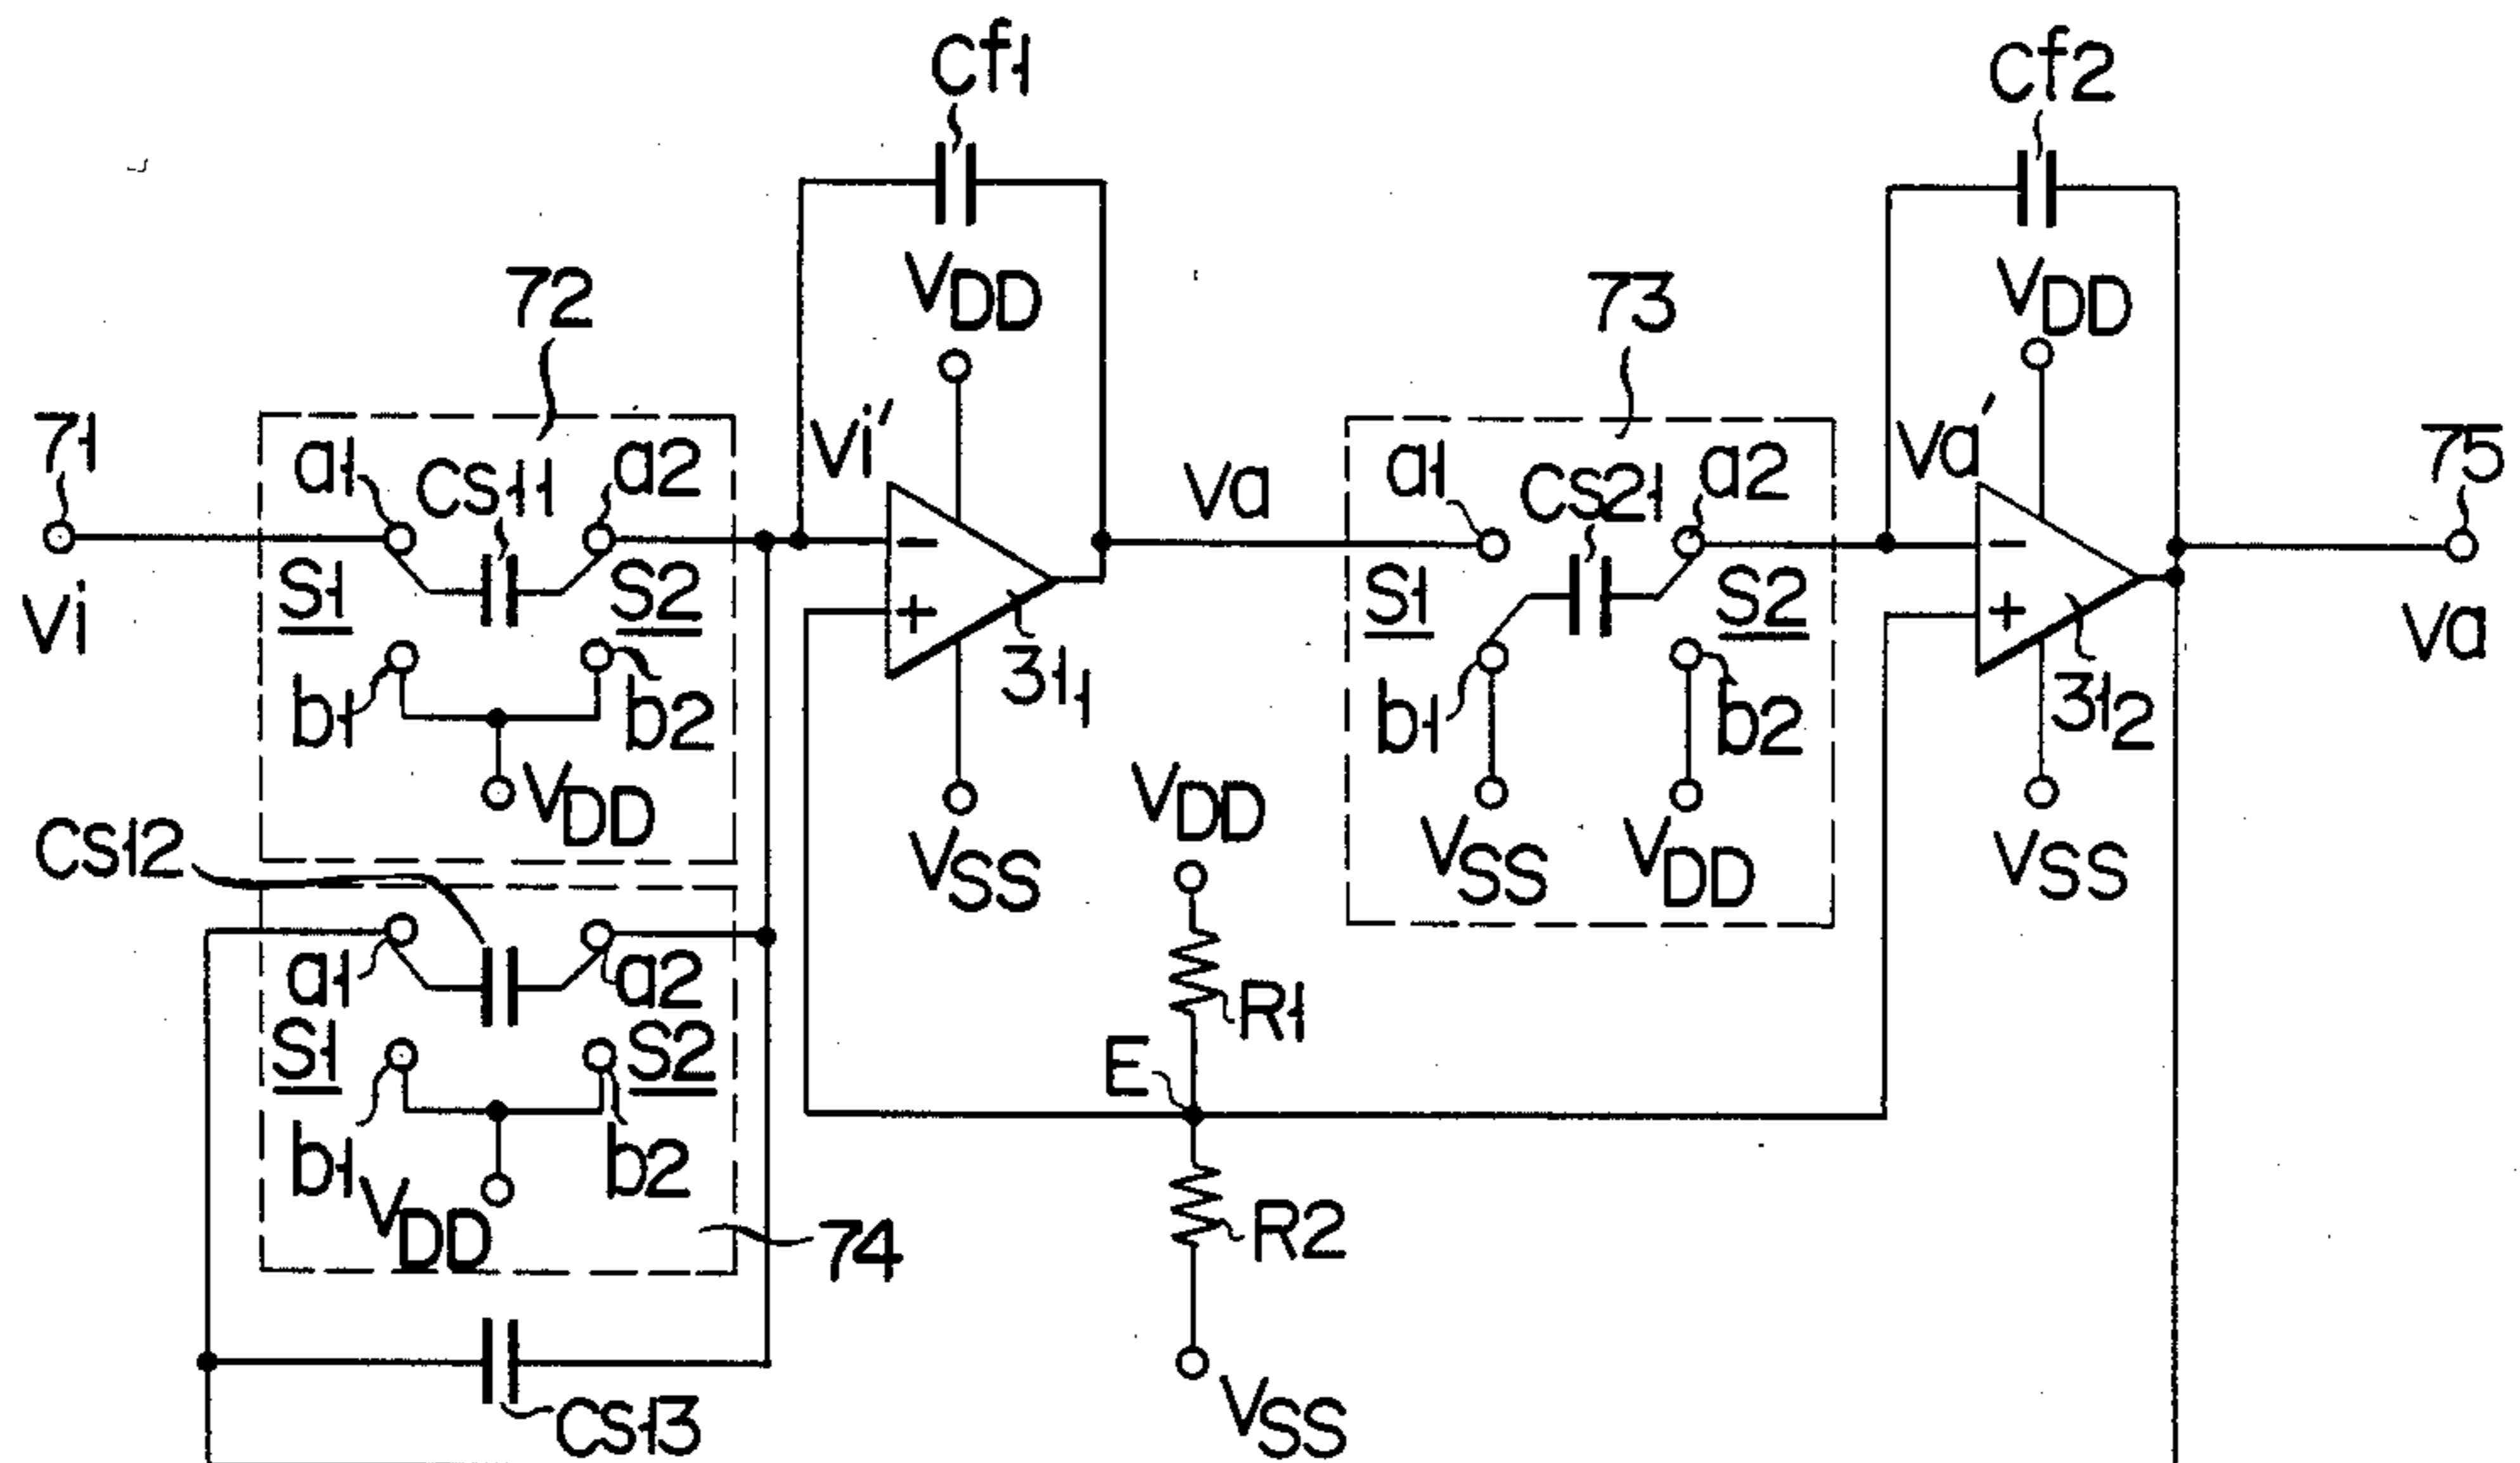 Cf1
Cf2
VDD
VDD
72
73
71
a1
CS11
a2
Vi'
Va
a1
CS21
a2
Va'
75
S1
S2
−
+
S1
S2
−
+
Vi
Va
b1
b2
31₁
b1
b2
31₂
VDD
VSS
VDD
VSS
VDD
VSS
CS12
a1
a2
R1
S1
S2
E
b1
b2
VDD
74
R2
CS13
VSS